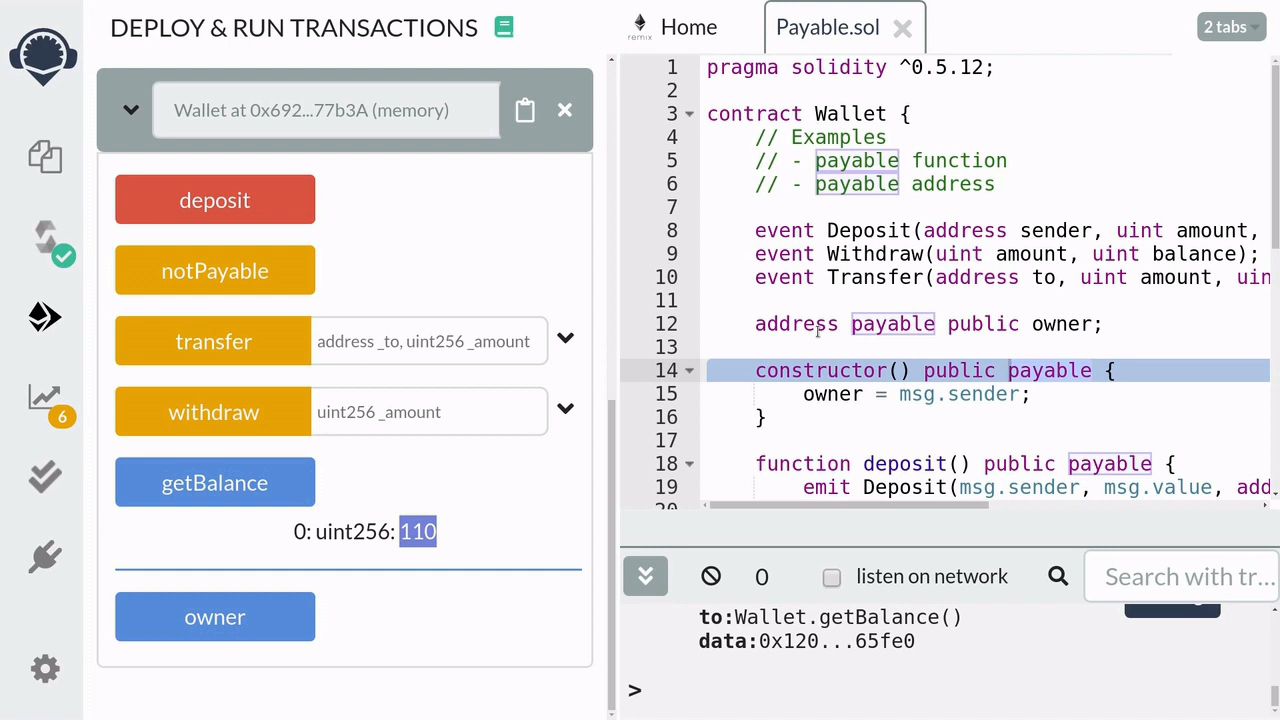 DEPLOY & RUN TRANSACTIONS
Wallet at 0x692...77b3A (memory)
deposit
notPayable
transfer address _to, uint256 _amount
withdraw uint256 _amount
getBalance
0: uint256: 110
owner
6
remix
Home
Payable.sol
2 tabs
1 pragma solidity ^0.5.12;
2
3 contract Wallet {
4 // Examples
5 // - payable function
6 // - payable address
7
8 event Deposit(address sender, uint amount,
9 event Withdraw(uint amount, uint balance);
10 event Transfer(address to, uint amount, uin
11
12 address payable public owner;
13
14 constructor() public payable {
15 owner = msg.sender;
16 }
17
18 function deposit() public payable {
19 emit Deposit(msg.sender, msg.value, add
0 listen on network Search with tr...
to:Wallet.getBalance()
data:0x120...65fe0
>